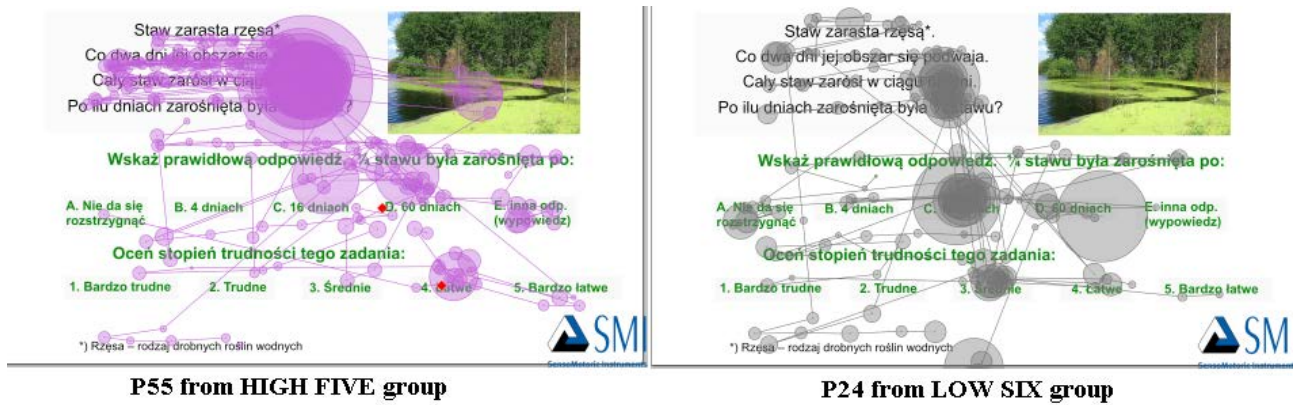 Staw zarasta rzęsą*
Co dwa dni jej obszar się
Cały staw zarósł w ciągu
Po ilu dniach zarośnięta była ?
Wskaż prawidłową odpowiedź. ¼ stawu była zarośnięta po:
A. Nie da się rozstrzygnąć
B. 4 dniach
C. 16 dniach
D. 60 dniach
E. inna odp. (wypowiedz)
Oceń stopień trudności tego zadania:
1. Bardzo trudne 2. Trudne 3. Średnie 4. Łatwe 5. Bardzo łatwe
*) Rzęsa – rodzaj drobnych roślin wodnych
SMI
SensoMotoric Instruments
P55 from HIGH FIVE group
Staw zarasta rzęsą*.
Co dwa dni jej obszar się podwaja.
Cały staw zarósł w ciągu
Po ilu dniach zarośnięta była stawu?
Wskaż prawidłową odpowiedź. ¼ stawu była zarośnięta po:
A. Nie da się rozstrzygnąć
B. 4 dniach
C. dniach
D. 60 dniach
E. inna odp. (wypowiedz)
Oceń stopień trudności tego zadania:
1. Bardzo trudne 2. Trudne 3. Średnie 4. Łatwe 5. Bardzo łatwe
*) Rzęsa – rodzaj drobnych roślin wodnych
SM
SensoMotoric Instruments
P24 from LOW SIX group